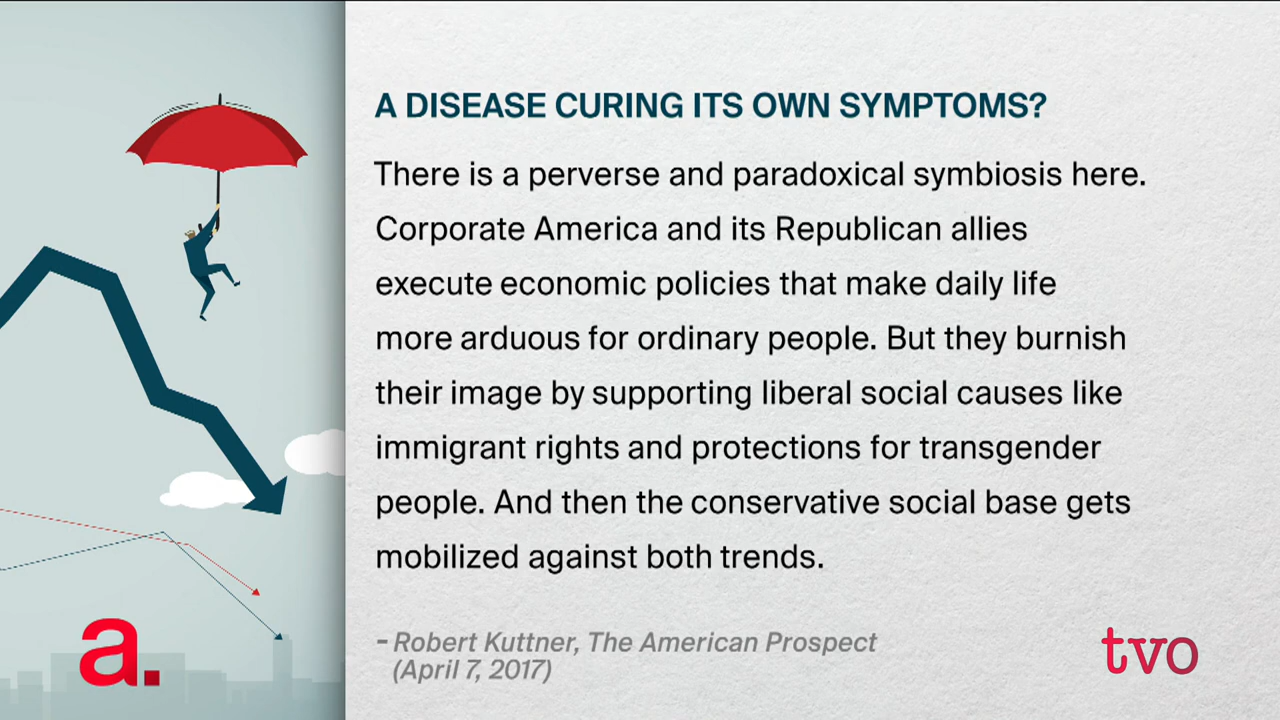 A DISEASE CURING ITS OWN SYMPTOMS?
There is a perverse and paradoxical symbiosis here.
Corporate America and its Republican allies
execute economic policies that make daily life
more arduous for ordinary people. But they burnish
their image by supporting liberal social causes like
immigrant rights and protections for transgender
people. And then the conservative social base gets
mobilized against both trends.
- Robert Kuttner, The American Prospect
(April 7, 2017)
a.
tvo